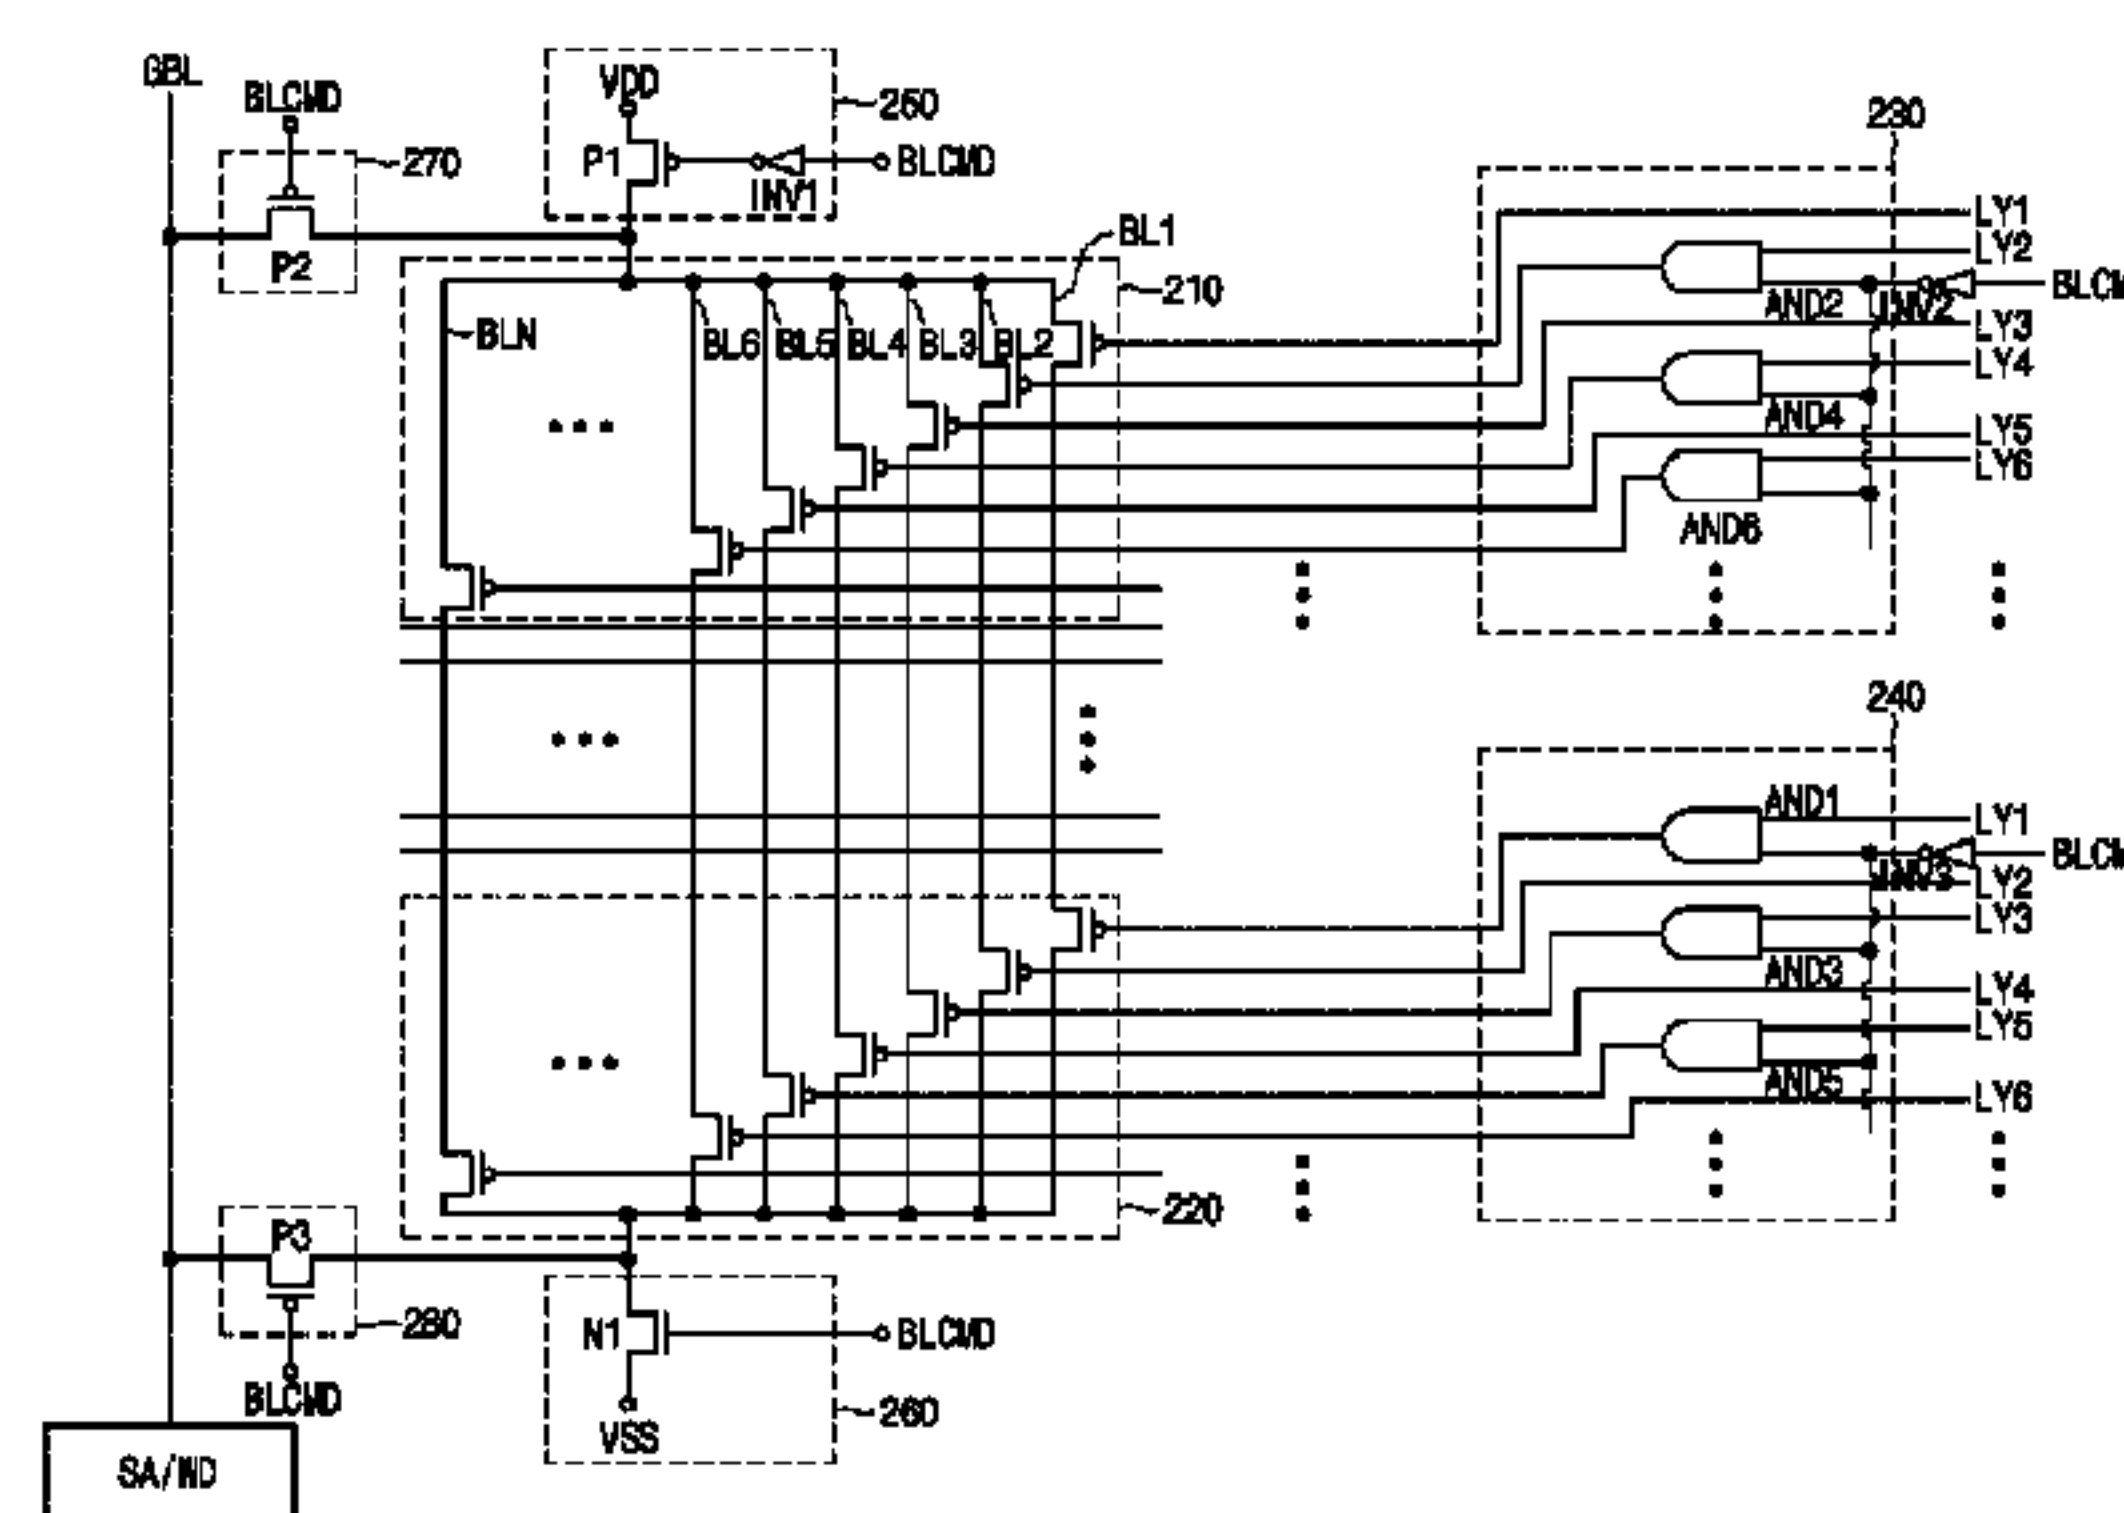 GBL
BLCMD
270
P2
VDD
250
P1
INV1
BLCMD
BL1
210
BLN
BL6
BL5
BL4
BL3
BL2
230
LY1
LY2
AND2
INV2
BLCM
LY3
LY4
AND4
LY5
LY6
AND6
240
AND1
LY1
INV3
BLCM
LY2
LY3
AND3
LY4
LY5
AND5
LY6
220
P3
280
BLCMD
N1
BLCMD
260
VSS
SA/WD